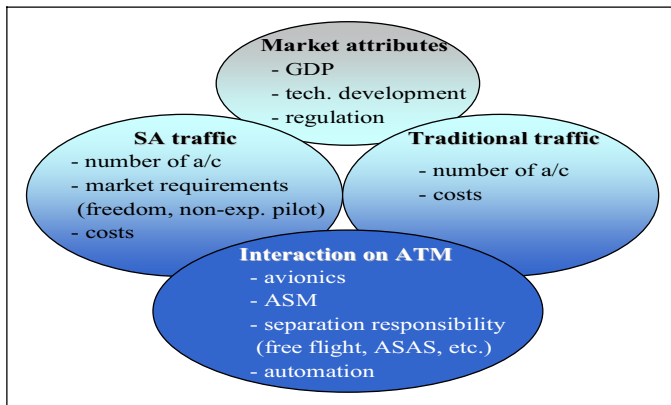 Market attributes
- GDP
- tech. development
- regulation
SA traffic
- number of a/c
- market requirements
(freedom, non-exp. pilot)
- costs
Traditional traffic
- number of a/c
- costs
Interaction on ATM
- avionics
- ASM
- separation responsibility
(free flight, ASAS, etc.)
- automation